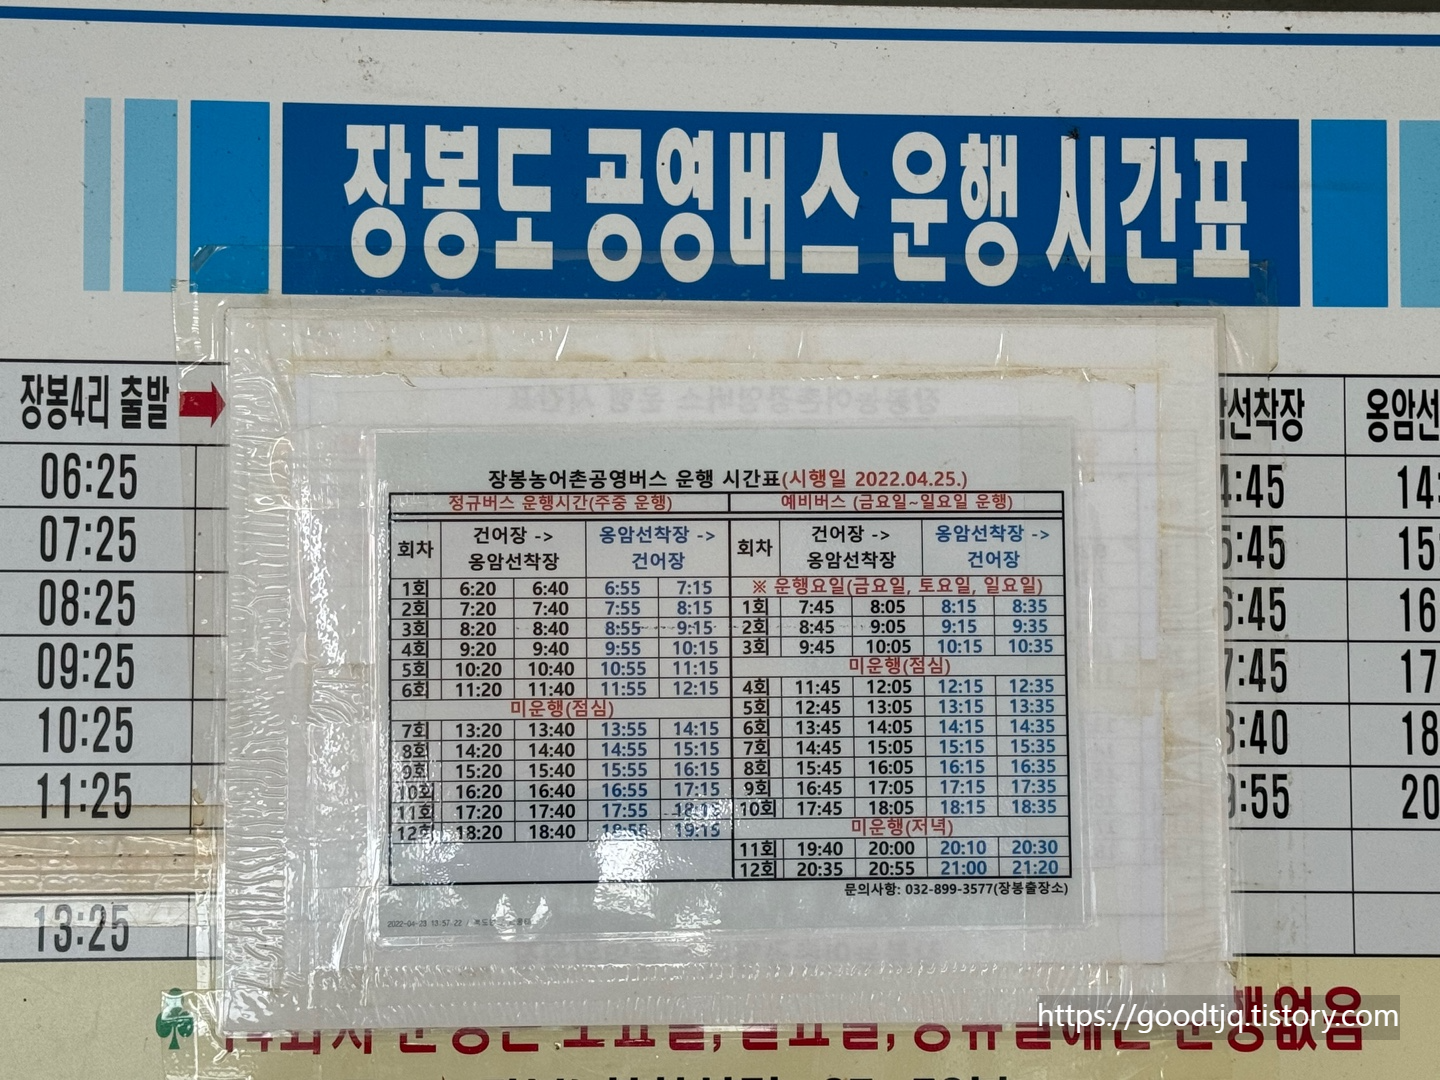 장봉도 공영버스 운행 시간표
장봉4리 출발
06:25
07:25
08:25
09:25
10:25
11:25
13:25
장봉농어촌공영버스 운행 시간표(시행일 2022.04.25.)
정규버스 운행시간(주중 운행) 예비버스 (금요일~일요일 운행)
회차 건어장 -> 옹암선착장 옹암선착장 -> 건어장
1회 6:20 6:40 6:55 7:15
2회 7:20 7:40 7:55 8:15
3회 8:20 8:40 8:55 9:15
4회 9:20 9:40 9:55 10:15
5회 10:20 10:40 10:55 11:15
6회 11:20 11:40 11:55 12:15
미운행(점심)
7회 13:20 13:40 13:55 14:15
8회 14:20 14:40 14:55 15:15
9회 15:20 15:40 15:55 16:15
10회 16:20 16:40 16:55 17:15
11회 17:20 17:40 17:55 18:15
12회 18:20 18:40 18:55 19:15
회차 건어장 -> 옹암선착장 옹암선착장 -> 건어장
※ 운행요일(금요일, 토요일, 일요일)
1회 7:45 8:05 8:15 8:35
2회 8:45 9:05 9:15 9:35
3회 9:45 10:05 10:15 10:35
미운행(점심)
4회 11:45 12:05 12:15 12:35
5회 12:45 13:05 13:15 13:35
6회 13:45 14:05 14:15 14:35
7회 14:45 15:05 15:15 15:35
8회 15:45 16:05 16:15 16:35
9회 16:45 17:05 17:15 17:35
10회 17:45 18:05 18:15 18:35
미운행(저녁)
11회 19:40 20:00 20:10 20:30
12회 20:35 20:55 21:00 21:20
문의사항: 032-899-3577(장봉출장소)
선착장 옹암선
:45 14:
:45 15:
:45 16
:45 17
:40 18
:55 20
https://goodtjq.tistory.com